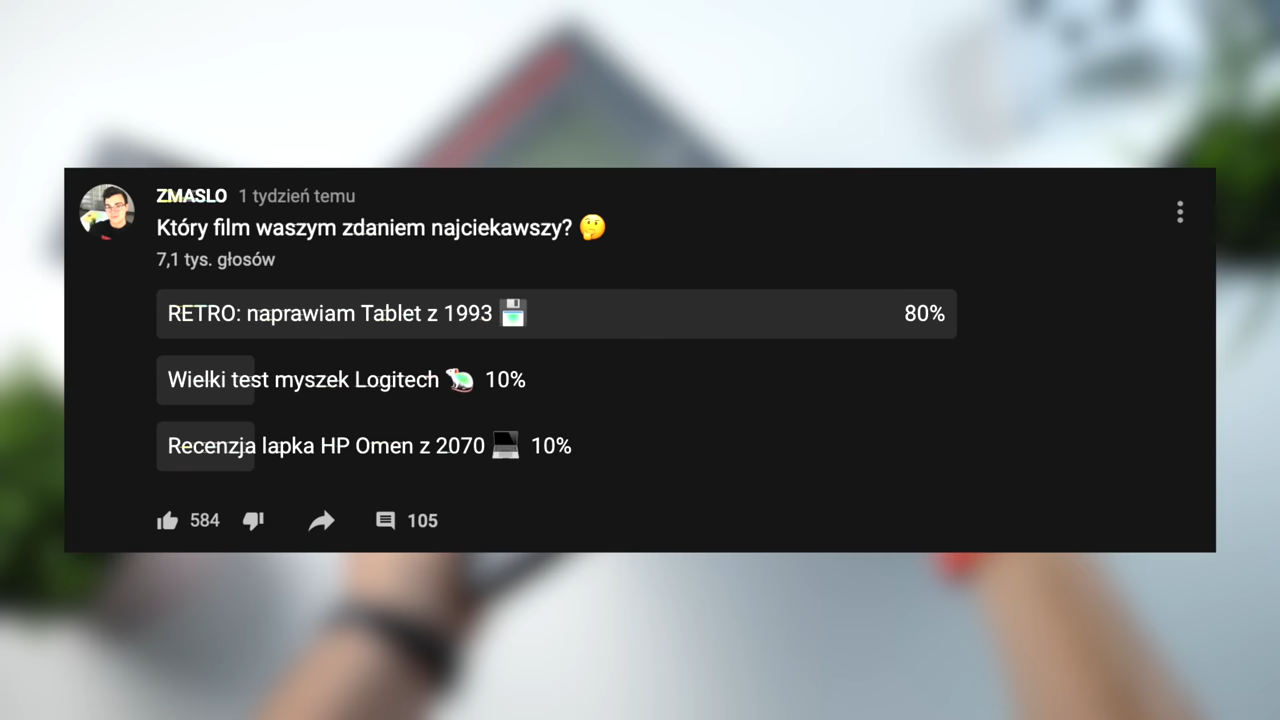 ZMASLO 1 tydzień temu
Który film waszym zdaniem najciekawszy? 🤔
7,1 tys. głosów
RETRO: naprawiam Tablet z 1993 💾 80%
Wielki test myszek Logitech 🐁 10%
Recenzja lapka HP Omen z 2070 💻 10%
584 105